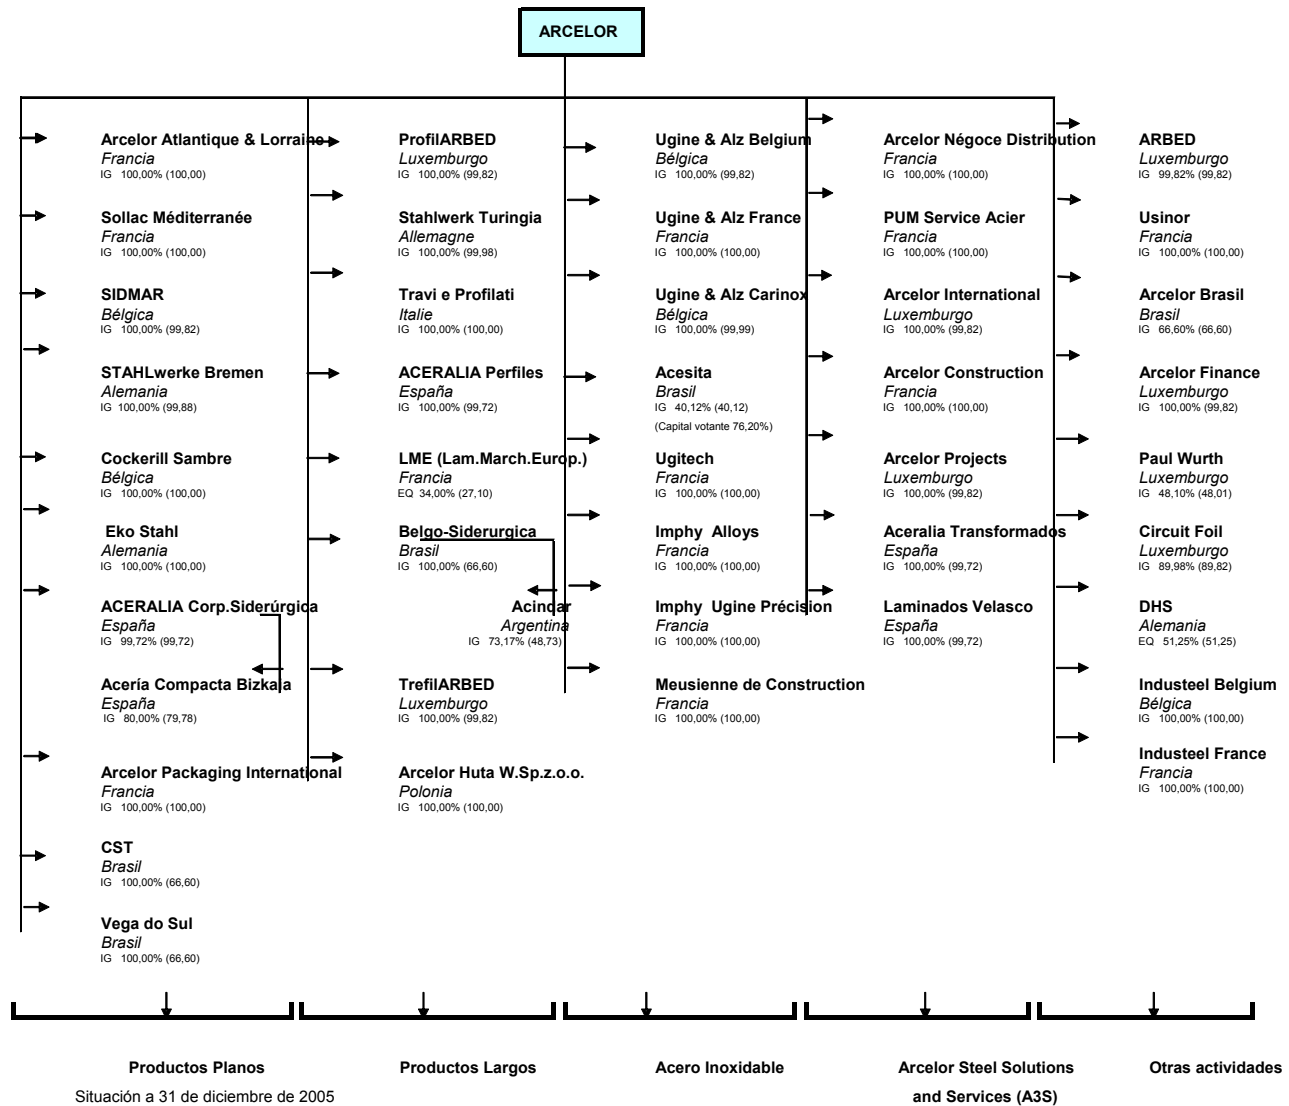 ARCELOR
Arcelor Atlantique & Lorraine
Francia
IG 100,00% (100,00)
Sollac Méditerranée
Francia
IG 100,00% (100,00)
SIDMAR
Bélgica
IG 100,00% (99,82)
STAHLwerke Bremen
Alemania
IG 100,00% (99,88)
Cockerill Sambre
Bélgica
IG 100,00% (100,00)
Eko Stahl
Alemania
IG 100,00% (100,00)
ACERALIA Corp.Siderúrgica
España
IG 99,72% (99,72)
Acería Compacta Bizkaia
España
IG 80,00% (79,78)
Arcelor Packaging International
Francia
IG 100,00% (100,00)
CST
Brasil
IG 100,00% (66,60)
Vega do Sul
Brasil
IG 100,00% (66,60)
ProfilARBED
Luxemburgo
IG 100,00% (99,82)
Stahlwerk Turingia
Allemagne
IG 100,00% (99,98)
Travi e Profilati
Italie
IG 100,00% (100,00)
ACERALIA Perfiles
España
IG 100,00% (99,72)
LME (Lam.March.Europ.)
Francia
EQ 34,00% (27,10)
Belgo-Siderurgica
Brasil
IG 100,00% (66,60)
Acindar
Argentina
IG 73,17% (48,73)
TrefilARBED
Luxemburgo
IG 100,00% (99,82)
Arcelor Huta W.Sp.z.o.o.
Polonia
IG 100,00% (100,00)
Ugine & Alz Belgium
Bélgica
IG 100,00% (99,82)
Ugine & Alz France
Francia
IG 100,00% (100,00)
Ugine & Alz Carinox
Bélgica
IG 100,00% (99,99)
Acesita
Brasil
IG 40,12% (40,12)
(Capital votante 76,20%)
Ugitech
Francia
IG 100,00% (100,00)
Imphy Alloys
Francia
IG 100,00% (100,00)
Imphy Ugine Précision
Francia
IG 100,00% (100,00)
Meusienne de Construction
Francia
IG 100,00% (100,00)
Arcelor Négoce Distribution
Francia
IG 100,00% (100,00)
PUM Service Acier
Francia
IG 100,00% (100,00)
Arcelor International
Luxemburgo
IG 100,00% (99,82)
Arcelor Construction
Francia
IG 100,00% (100,00)
Arcelor Projects
Luxemburgo
IG 100,00% (99,82)
Aceralia Transformados
España
IG 100,00% (99,72)
Laminados Velasco
España
IG 100,00% (99,72)
ARBED
Luxemburgo
IG 99,82% (99,82)
Usinor
Francia
IG 100,00% (100,00)
Arcelor Brasil
Brasil
IG 66,60% (66,60)
Arcelor Finance
Luxemburgo
IG 100,00% (99,82)
Paul Wurth
Luxemburgo
IG 48,10% (48,01)
Circuit Foil
Luxemburgo
IG 89,98% (89,82)
DHS
Alemania
EQ 51,25% (51,25)
Industeel Belgium
Bélgica
IG 100,00% (100,00)
Industeel France
Francia
IG 100,00% (100,00)
Productos Planos
Productos Largos
Acero Inoxidable
Arcelor Steel Solutions
and Services (A3S)
Otras actividades
Situación a 31 de diciembre de 2005